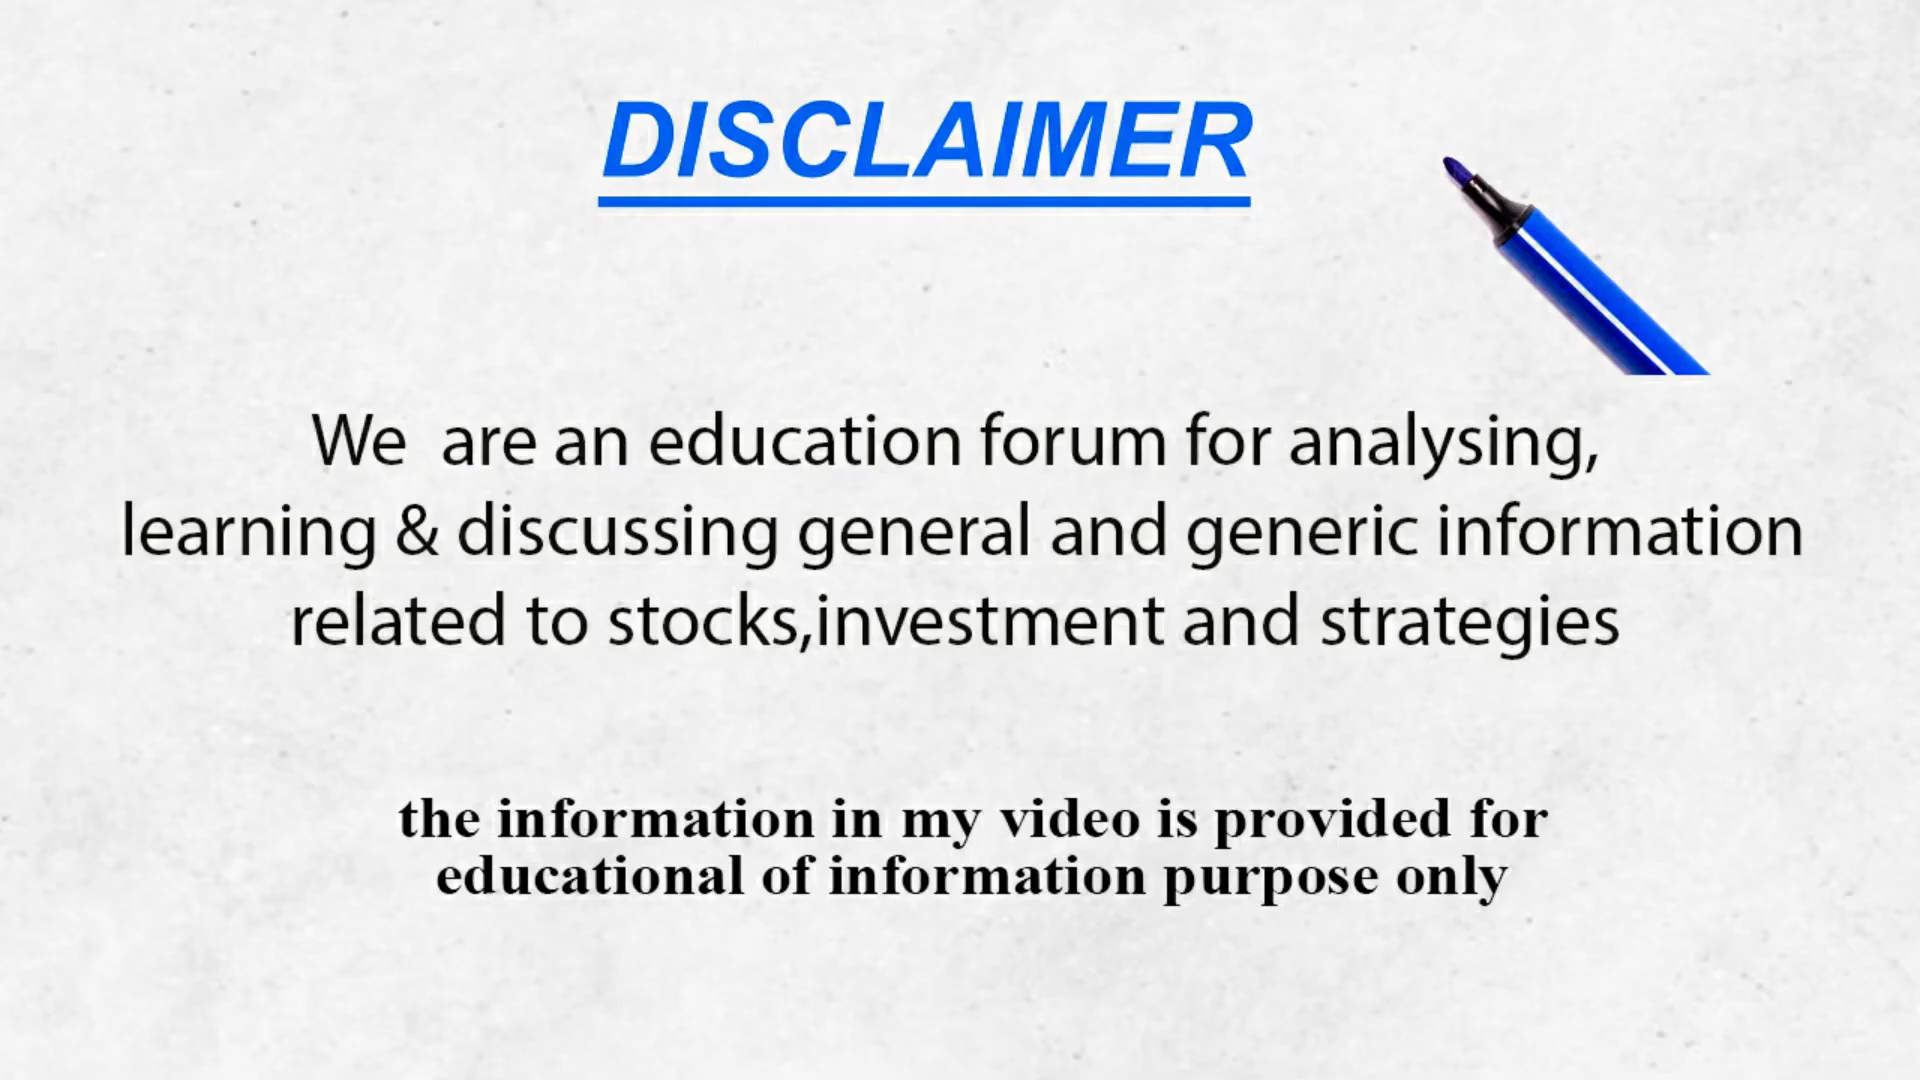 DISCLAIMER
We are an education forum for analysing,
learning & discussing general and generic information
related to stocks,investment and strategies
the information in my video is provided for
educational of information purpose only